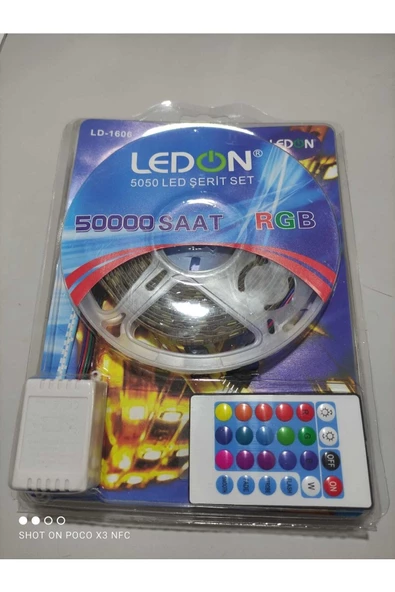 LD-1606
LEDON®
LEDON
5050 LED ŞERİT SET
50000 SAAT RGB
OFF
W
ON
SHOT ON POCO X3 NFC